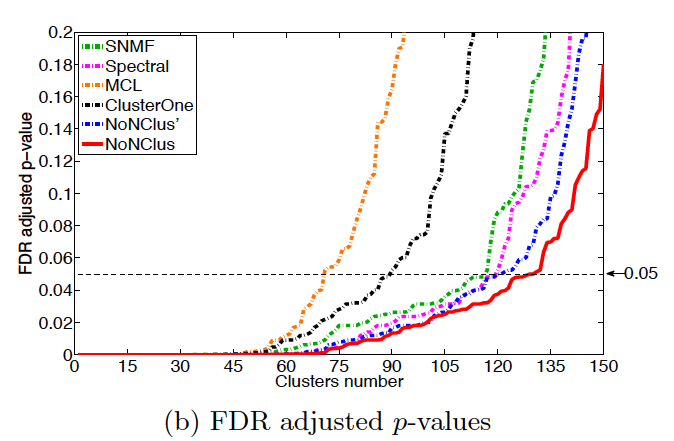 0.2
0.18
0.16
0.14
0.12
0.1
0.08
0.06
0.04
0.02
0
FDR adjusted p−value
SNMF
Spectral
MCL
ClusterOne
NoNClus'
NoNClus
0.05
0 15 30 45 60 75 90 105 120 135 150
Clusters number
(b) FDR adjusted p-values